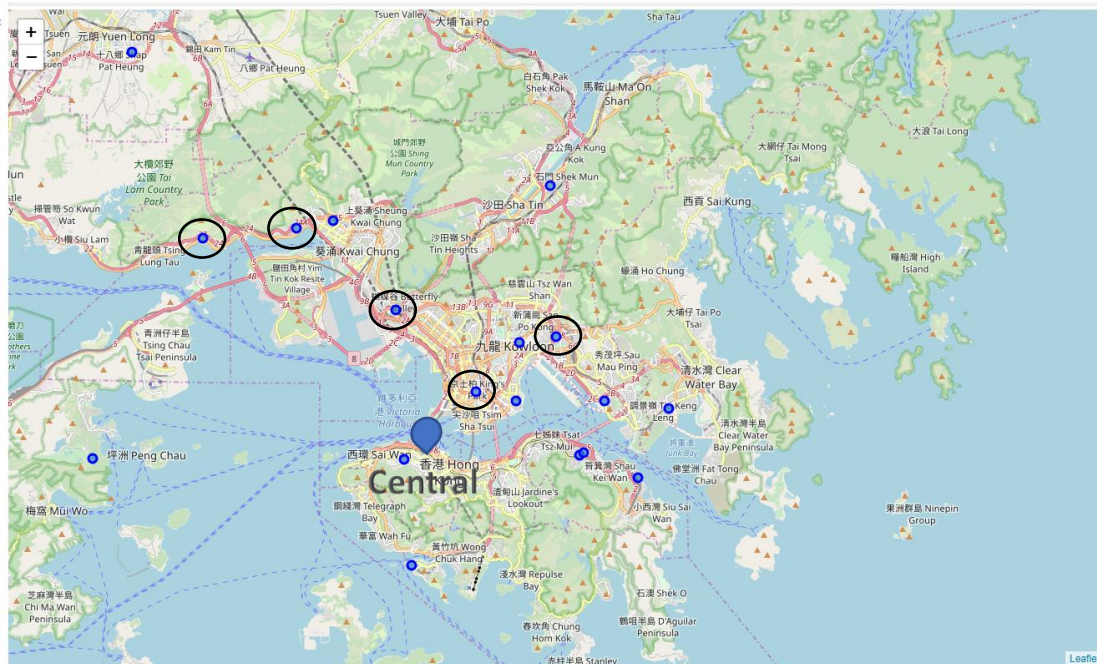 Tsuen Valley
大埔 Tai Po
Sha Tau
+
−
元朗 Yuen Long
錦田 Kam Tin
十八鄉
Pat Heung
八鄉 Pat Heung
6A
白石角 Pak
Shek Kok
馬鞍山 Ma On
Shan
大浪 Tai Long
城門郊野
公園 Shing
Mun Country
Park
亞公角 A Kung
Kok
大網仔 Tai Mong
Tsai
大欖郊野
公園 Tai
Lam Country
Park
石門 Shek Mun
西貢 Sai Kung
掃管笏 So Kwun
Wat
上葵涌 Sheung
Kwai Chung
沙田 Sha Tin
小欖 Siu Lam
青龍頭 Tsing
Lung Tau
葵涌 Kwai Chung
沙田嶺 Sha
Tin Heights
糧船灣 High
Island
鹽田角村 Yim
Tin Kok Resite
Village
慈雲山 Tsz Wan
Shan
蠔涌 Ho Chung
Butterfly
13B
新蒲崗 San
Po Kong
大埔仔 Tai Po
Tsai
青洲仔半島
Tsing Chau
Tsai Peninsula
九龍 Kowloon
秀茂坪 Sau
Mau Ping
8
7B
清水灣 Clear
Water Bay
京士柏 King's
Park
維多利亞
港 Victoria
Harbour
尖沙咀 Tsim
Sha Tsui
調景嶺 Tiu Keng
Leng
清水灣半島
Clear Water
Bay Peninsula
七姊妹 Tsat
Tsz Mui
將軍澳
Junk Bay
坪洲 Peng Chau
西環 Sai Wan
香港 Hong
Kong
筲箕灣 Shau
Kei Wan
佛堂洲 Fat Tong
Chau
Central
渣甸山 Jardine's
Lookout
梅窩 Mui Wo
鋼綫灣 Telegraph
Bay
小西灣 Siu Sai
Wan
果洲群島 Ninepin
Group
華富 Wah Fu
黃竹坑 Wong
Chuk Hang
淺水灣 Repulse
Bay
芝麻灣半島
Chi Ma Wan
Peninsula
石澳 Shek O
鶴咀半島 D'Aguilar
Peninsula
舂坎角 Chung
Hom Kok
赤柱半島 Stanley
Leafle